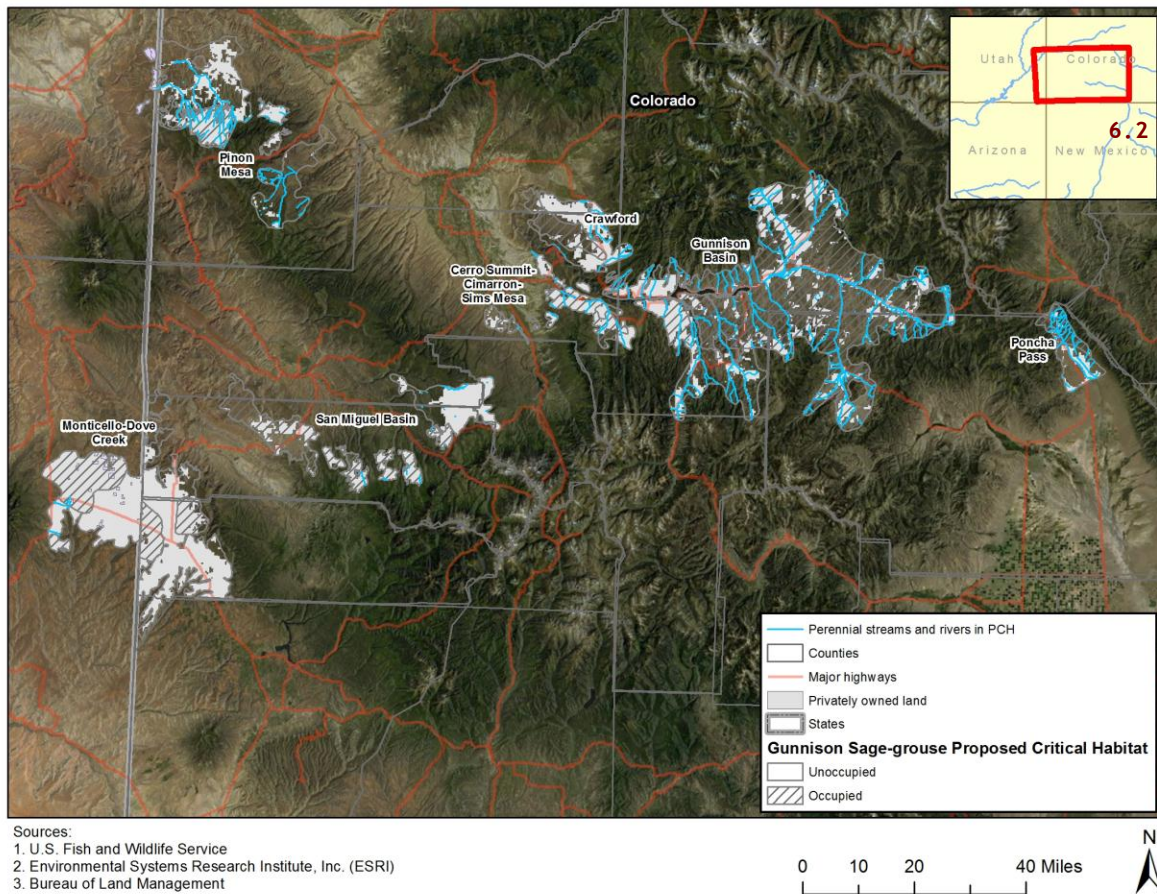 Utah
Colorado
6.2
Arizona
New Mexico
Colorado
Pinon
Mesa
Crawford
Gunnison
Basin
Cerro Summit-
Cimarron-
Sims Mesa
Poncha
Pass
San Miguel Basin
Monticello-Dove
Creek
Perennial streams and rivers in PCH
Counties
Major highways
Privately owned land
States
Gunnison Sage-grouse Proposed Critical Habitat
Unoccupied
Occupied
Sources:
1. U.S. Fish and Wildlife Service
2. Environmental Systems Research Institute, Inc. (ESRI)
3. Bureau of Land Management
0 10 20 40 Miles
N